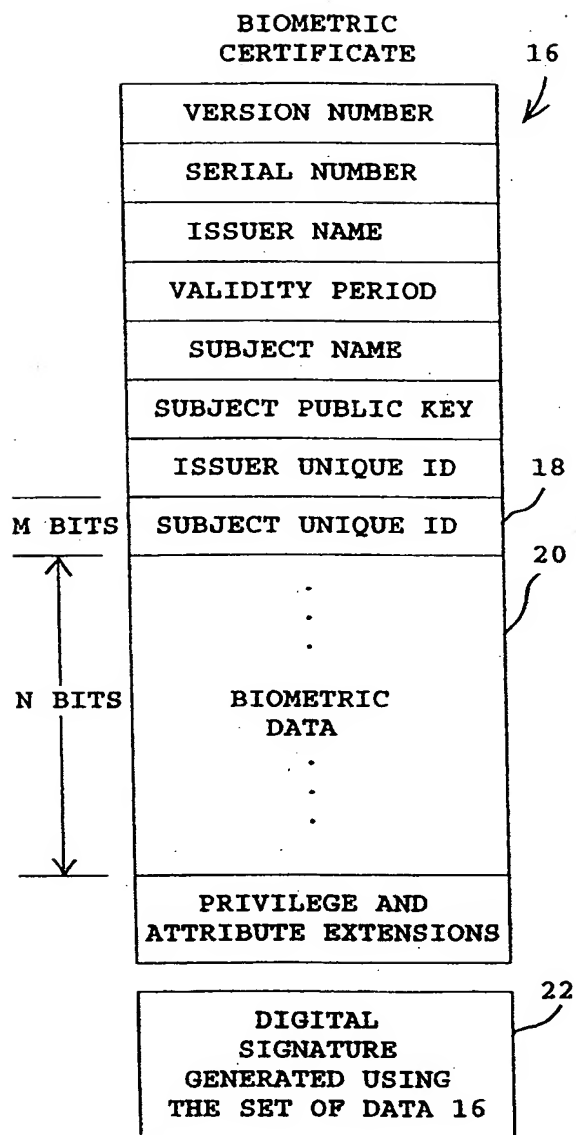 BIOMETRIC
CERTIFICATE
16
VERSION NUMBER
SERIAL NUMBER
ISSUER NAME
VALIDITY PERIOD
SUBJECT NAME
SUBJECT PUBLIC KEY
ISSUER UNIQUE ID
18
M BITS
SUBJECT UNIQUE ID
20
N BITS
BIOMETRIC
DATA
PRIVILEGE AND
ATTRIBUTE EXTENSIONS
22
DIGITAL
SIGNATURE
GENERATED USING
THE SET OF DATA 16